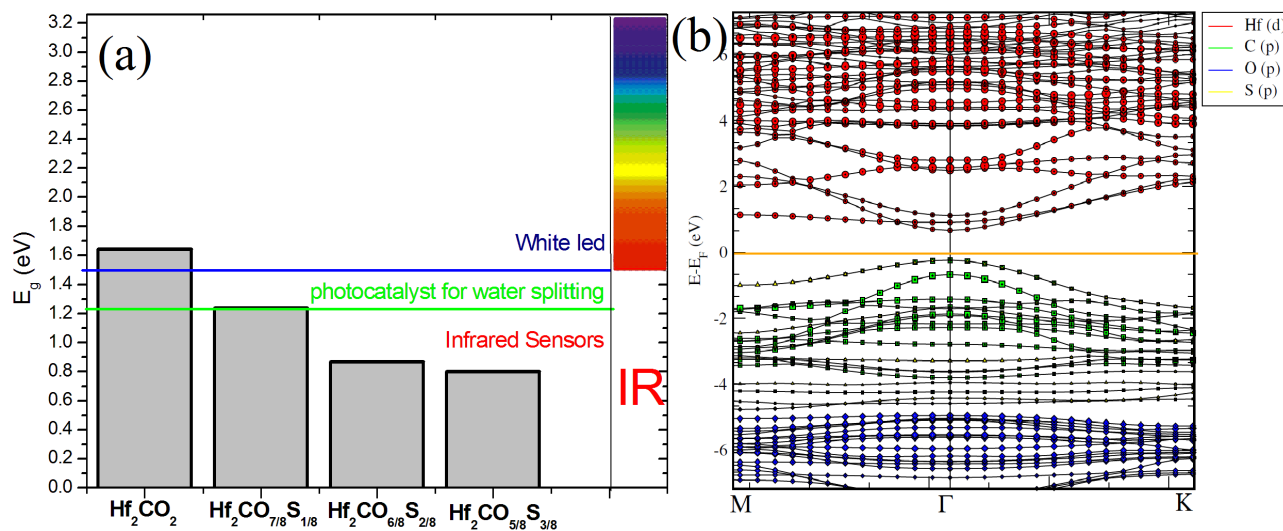 (a)
3.2
3.0
2.8
2.6
2.4
2.2
2.0
1.8
1.6
1.4
1.2
1.0
0.8
0.6
0.4
0.2
0.0
E_g (eV)
White led
photocatalyst for water splitting
Infrared Sensors
IR
Hf₂CO₂
Hf₂CO₇/₈S₁/₈
Hf₂CO₆/₈S₂/₈
Hf₂CO₅/₈S₃/₈
(b)
6
4
2
0
-2
-4
-6
E-E_F (eV)
M
Γ
K
Hf (d)
C (p)
O (p)
S (p)